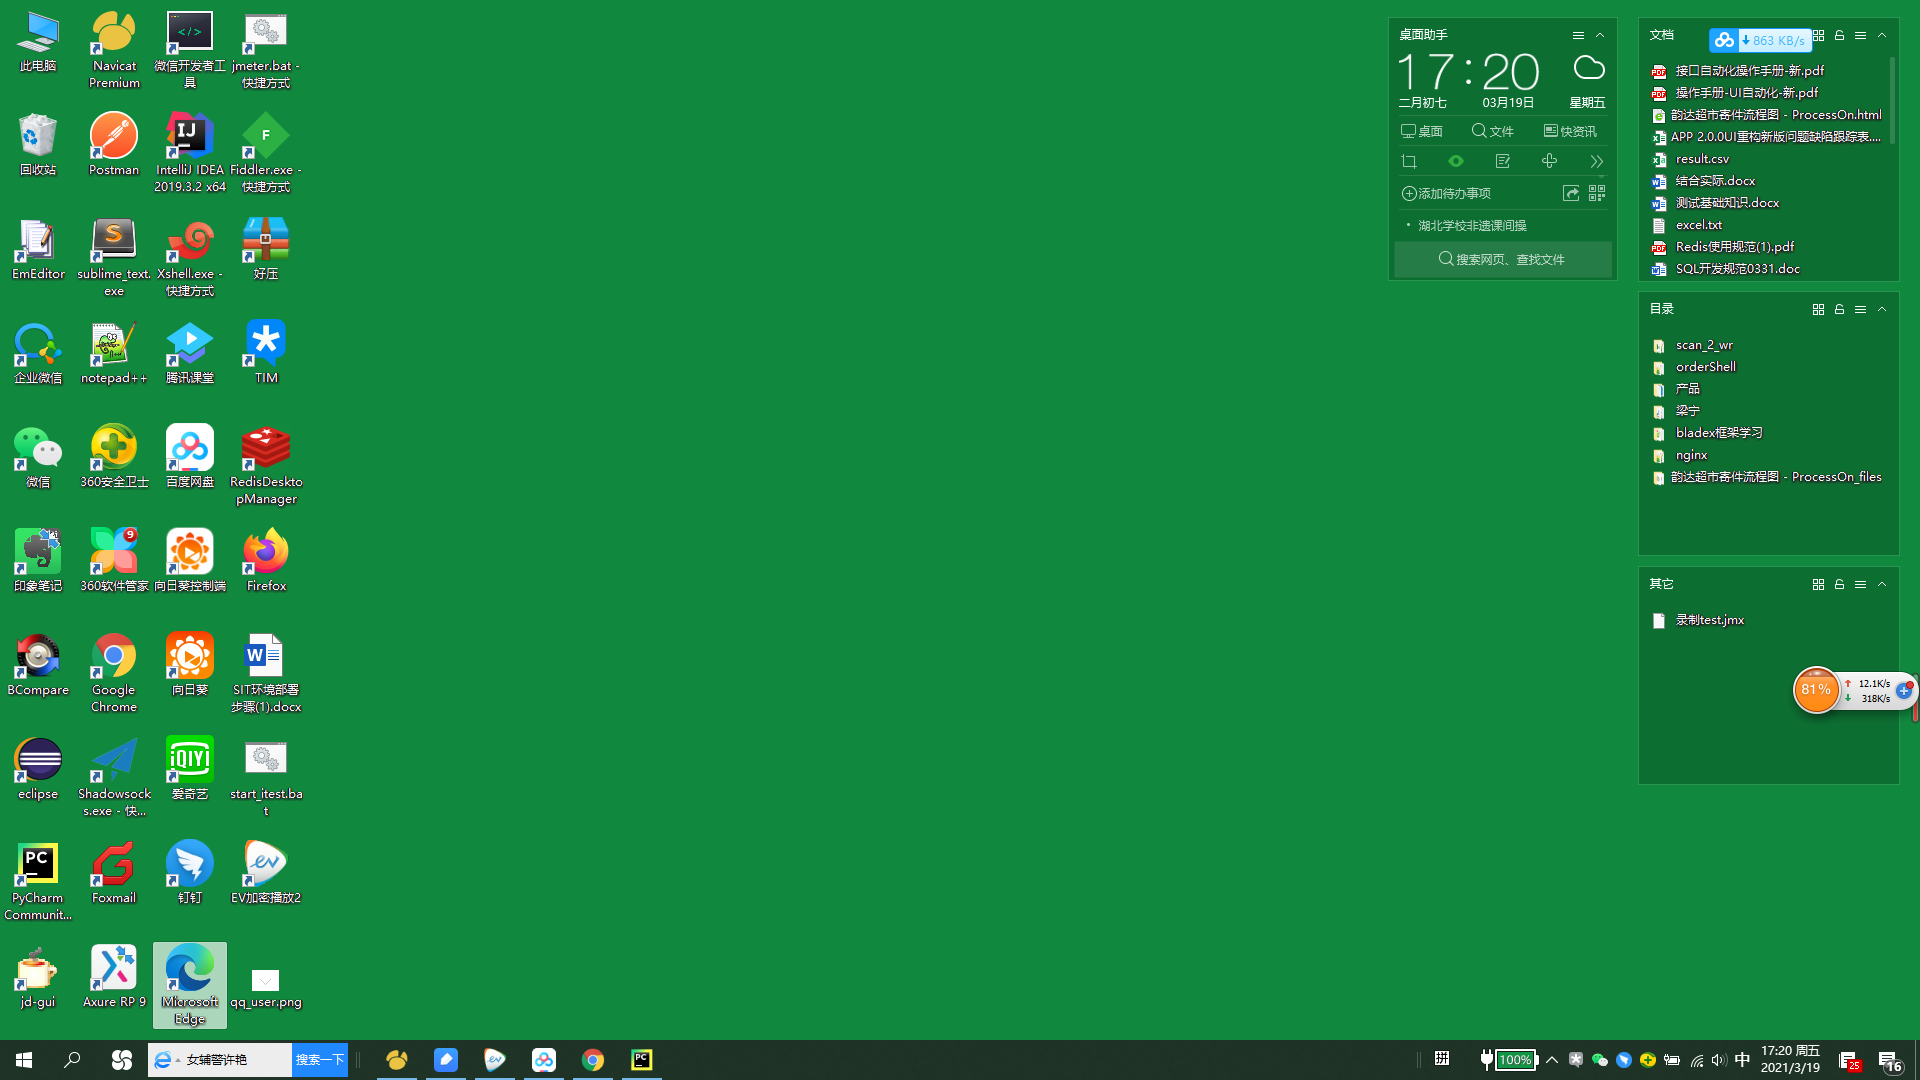 此电脑
Navicat Premium
微信开发者工具
jmeter.bat - 快捷方式
回收站
Postman
IntelliJ IDEA 2019.3.2 x64
Fiddler.exe - 快捷方式
EmEditor
sublime_text.exe
Xshell.exe - 快捷方式
好压
企业微信
notepad++
腾讯课堂
TIM
微信
360安全卫士
百度网盘
RedisDesktopManager
印象笔记
9
360软件管家
向日葵控制端
Firefox
BCompare
Google Chrome
向日葵
SIT环境部署步骤(1).docx
eclipse
Shadowsocks.exe - 快...
iQIYI
爱奇艺
start_itest.bat
PC
PyCharm Communit...
Foxmail
钉钉
EV加密播放2
jd-gui
Axure RP 9
Microsoft Edge
qq_user.png
桌面助手
17:20
二月初七
03月19日
星期五
桌面
文件
快资讯
添加待办事项
湖北学校非遗课间操
搜索网页、查找文件
文档
863 KB/s
接口自动化操作手册-新.pdf
操作手册-UI自动化-新.pdf
韵达超市寄件流程图 - ProcessOn.html
APP 2.0.0UI重构新版问题缺陷跟踪表....
result.csv
结合实际.docx
测试基础知识.docx
excel.txt
Redis使用规范(1).pdf
SQL开发规范0331.doc
目录
scan_2_wr
orderShell
产品
梁宁
bladex框架学习
nginx
韵达超市寄件流程图 - ProcessOn_files
其它
录制test.jmx
81%
12.1K/s
318K/s
女辅警许艳
搜索一下
拼
100%
中
17:20 周五
2021/3/19
25
16